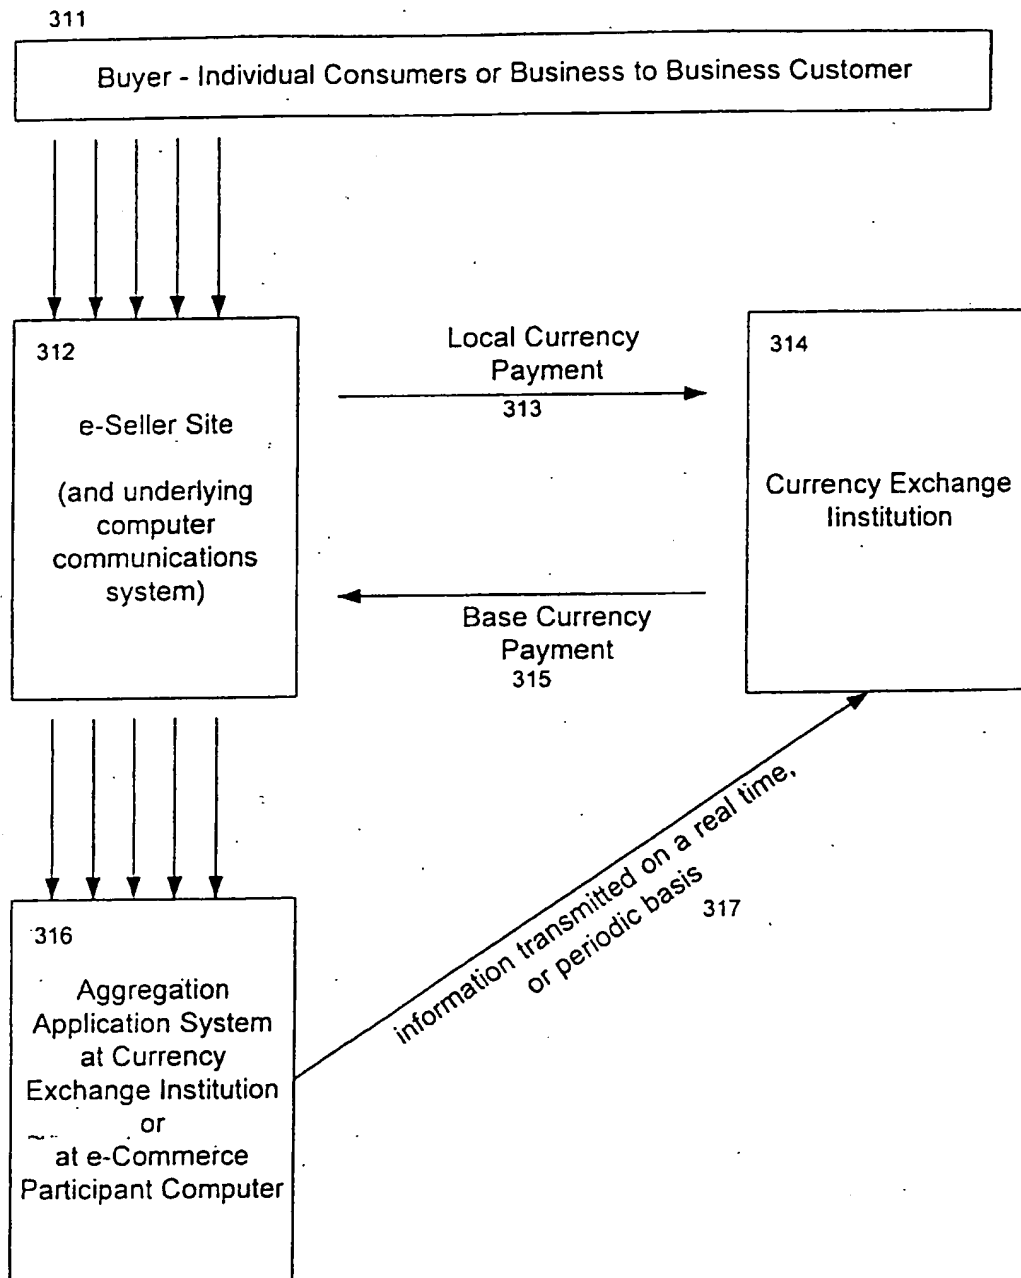 311
Buyer - Individual Consumers or Business to Business Customer
312
e-Seller Site
(and underlying
computer
communications
system)
Local Currency
Payment
313
314
Currency Exchange
Iinstitution
Base Currency
Payment
315
information transmitted on a real time,
or periodic basis
317
316
Aggregation
Application System
at Currency
Exchange Institution
or
at e-Commerce
Participant Computer